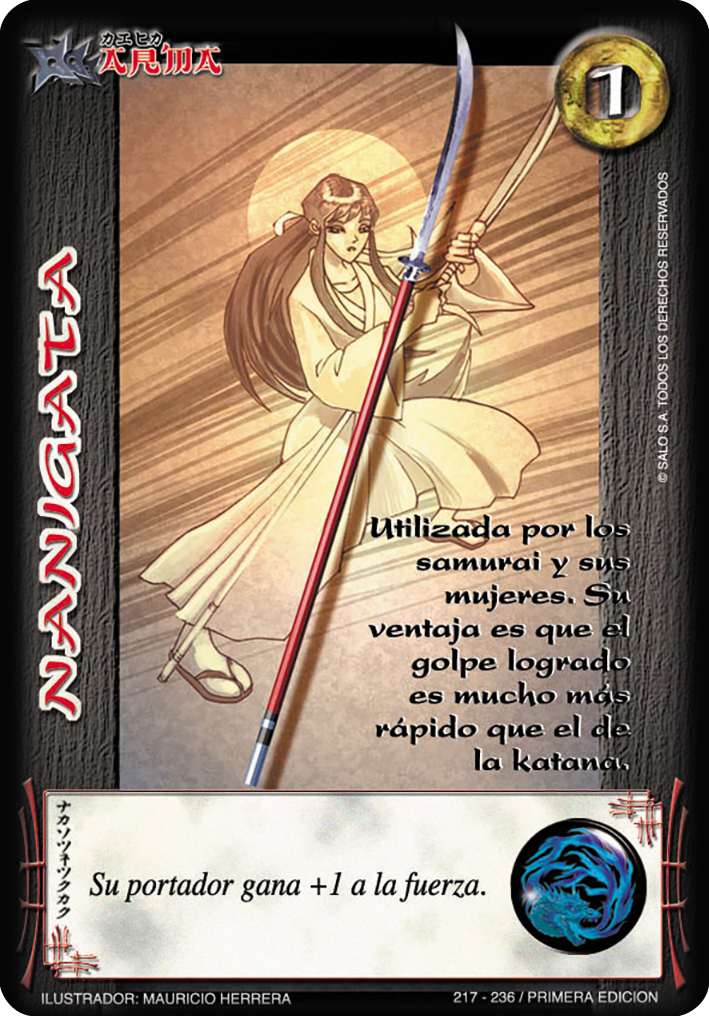 カエヒカ
ARMA
1
NANIGATA
© SALO S.A. TODOS LOS DERECHOS RESERVADOS
Utilizada por los
samurai y sus
mujeres. Su
ventaja es que el
golpe logrado
es mucho más
rápido que el de
la katana.
ナカソツネツクカク
Su portador gana +1 a la fuerza.
ILUSTRADOR: MAURICIO HERRERA
217 - 236 / PRIMERA EDICION